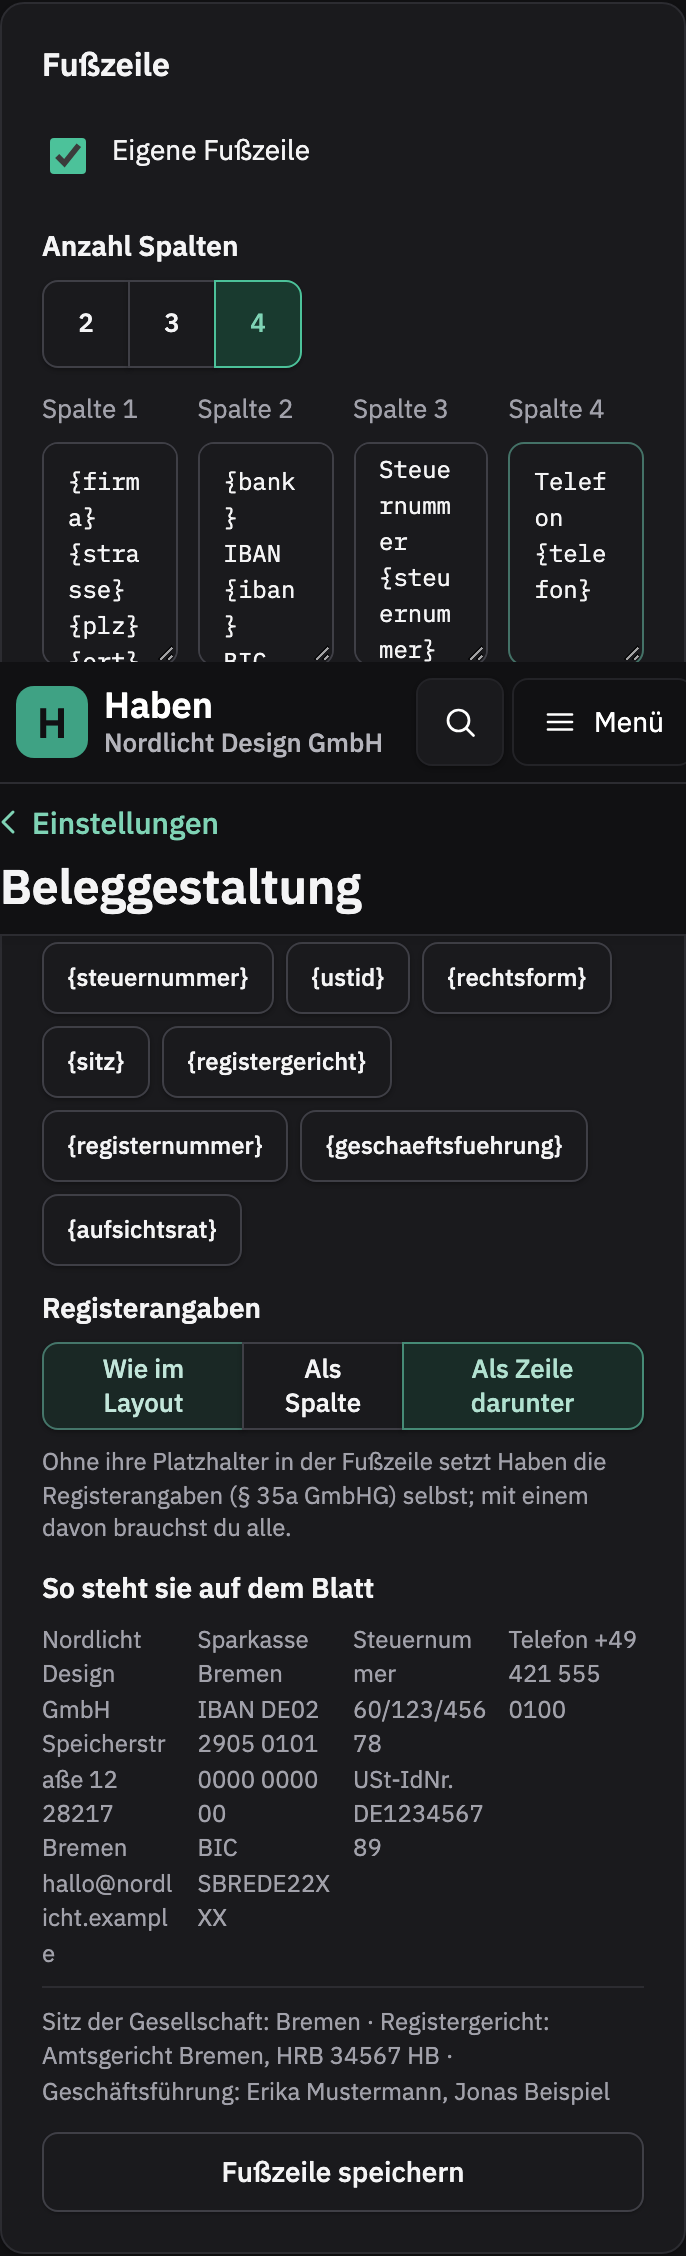 Fußzeile
Eigene Fußzeile
Anzahl Spalten
2 3 4
Spalte 1 Spalte 2 Spalte 3 Spalte 4
{firm
a}
{stra
sse}
{plz}
{ort}
{bank
}
IBAN
{iban
}
BIC
Steue
rnumm
er
{steu
ernum
mer}
Telef
on
{tele
fon}
H
Haben
Nordlicht Design GmbH
Menü
Einstellungen
Beleggestaltung
{steuernummer} {ustid} {rechtsform}
{sitz} {registergericht}
{registernummer} {geschaeftsfuehrung}
{aufsichtsrat}
Registerangaben
Wie im
Layout
Als
Spalte
Als Zeile
darunter
Ohne ihre Platzhalter in der Fußzeile setzt Haben die
Registerangaben (§ 35a GmbHG) selbst; mit einem
davon brauchst du alle.
So steht sie auf dem Blatt
Nordlicht
Design
GmbH
Speicherstr
aße 12
28217
Bremen
hallo@nordl
icht.exampl
e
Sparkasse
Bremen
IBAN DE02
2905 0101
0000 0000
00
BIC
SBREDE22X
XX
Steuernum
mer
60/123/456
78
USt-IdNr.
DE1234567
89
Telefon +49
421 555
0100
Sitz der Gesellschaft: Bremen · Registergericht:
Amtsgericht Bremen, HRB 34567 HB ·
Geschäftsführung: Erika Mustermann, Jonas Beispiel
Fußzeile speichern